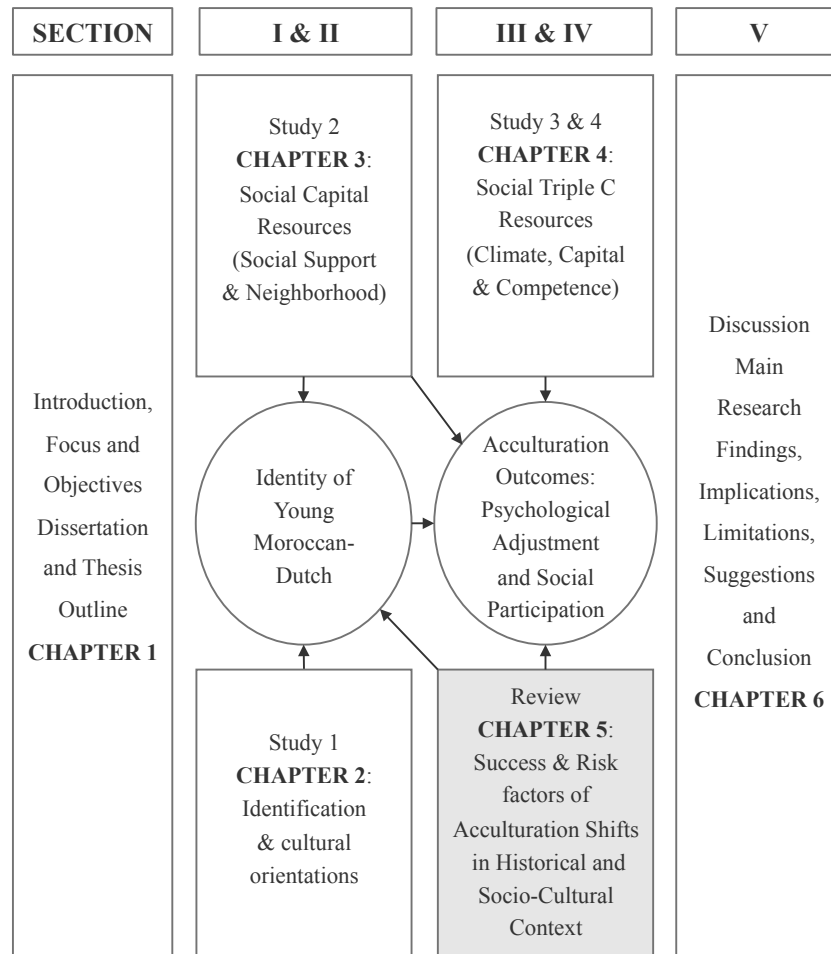 SECTION
I & II
III & IV
V
Introduction,
Focus and
Objectives
Dissertation
and Thesis
Outline
CHAPTER 1
Study 2
CHAPTER 3:
Social Capital
Resources
(Social Support
& Neighborhood)
Identity of
Young
Moroccan-
Dutch
Study 1
CHAPTER 2:
Identification
& cultural
orientations
Study 3 & 4
CHAPTER 4:
Social Triple C
Resources
(Climate, Capital
& Competence)
Acculturation
Outcomes:
Psychological
Adjustment
and Social
Participation
Review
CHAPTER 5:
Success & Risk
factors of
Acculturation Shifts
in Historical and
Socio-Cultural
Context
Discussion
Main
Research
Findings,
Implications,
Limitations,
Suggestions
and
Conclusion
CHAPTER 6